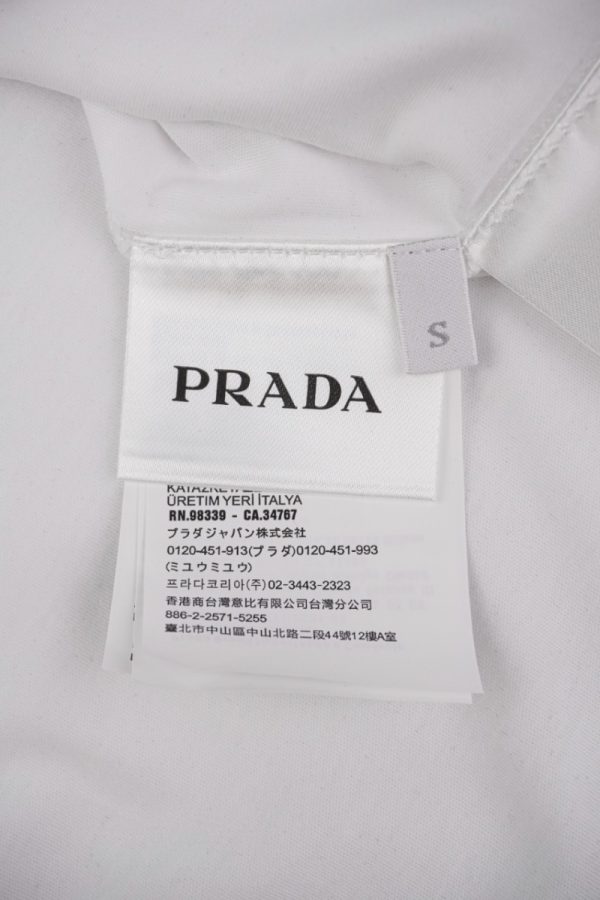 PRADA
S
ÜRETIM YERİ İTALYA
RN.98339 - CA.34767
プラダジャパン株式会社
0120-451-913(プラダ)0120-451-993
(ミユウミユウ)
프라다코리아(주) 02-3443-2323
香港商台灣意比有限公司台灣分公司
886-2-2571-5255
臺北市中山區中山北路二段44號12樓A室